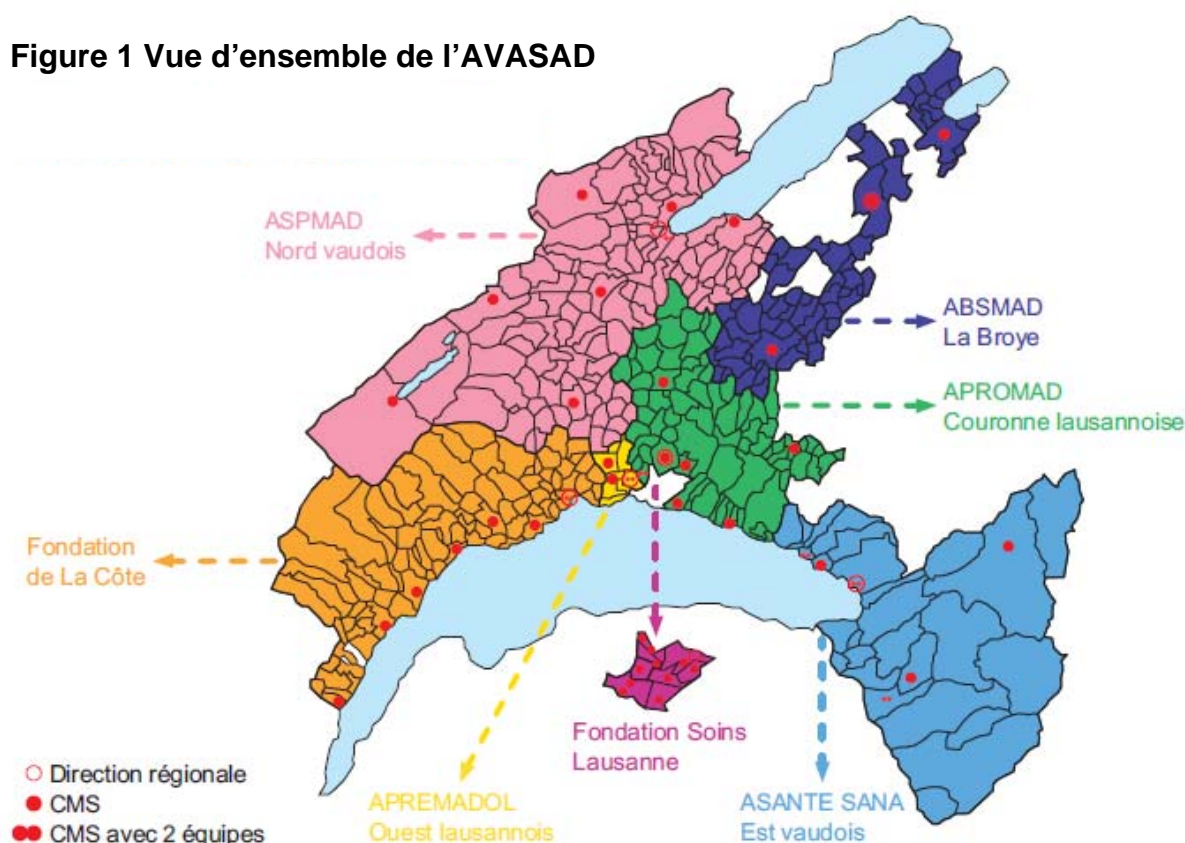 Figure 1 Vue d'ensemble de l'AVASAD
ASPMAD
Nord vaudois
ABSMAD
La Broye
APROMAD
Couronne lausannoise
Fondation
de La Côte
Fondation Soins
Lausanne
APREMADOL
Ouest lausannois
ASANTE SANA
Est vaudois
Direction régionale
CMS
CMS avec 2 équipes